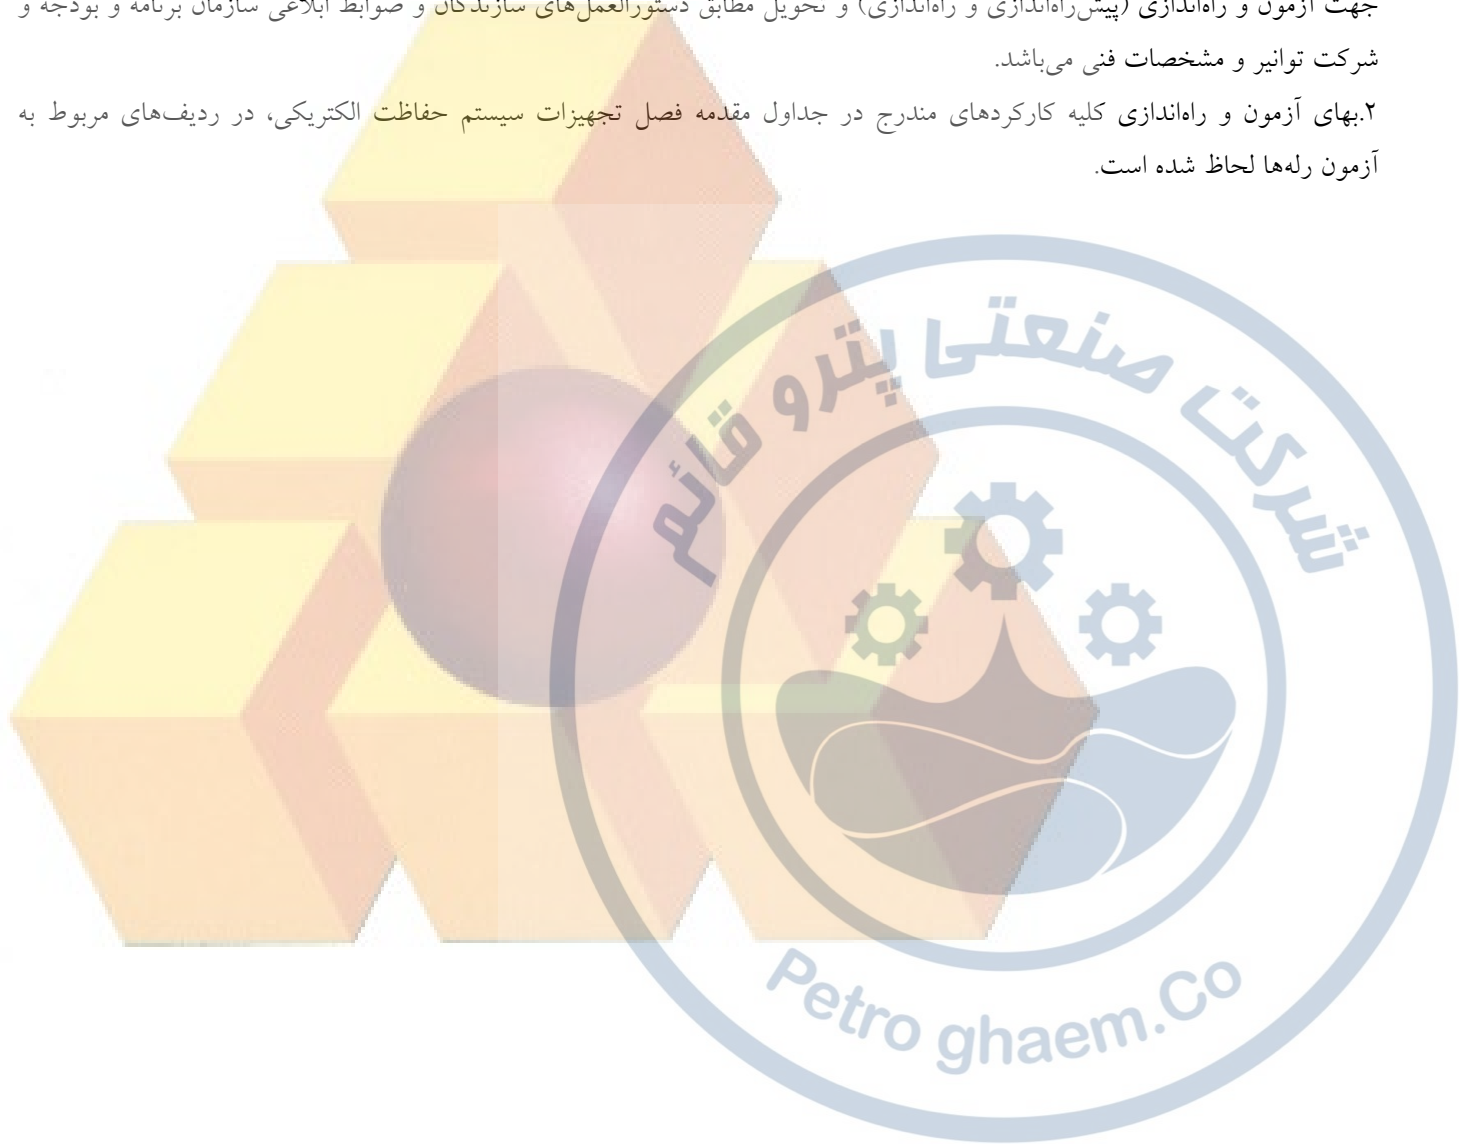 جهت آزمون و راه‌اندازی (پیش‌راه‌اندازی و راه‌اندازی) و تحویل مطابق دستورالعمل‌های سازندگان و ضوابط ابلاغی سازمان برنامه و بودجه و
شرکت توانیر و مشخصات فنی می‌باشد.
۲.بهای آزمون و راه‌اندازی کلیه کارکردهای مندرج در جداول مقدمه فصل تجهیزات سیستم حفاظت الکتریکی، در ردیف‌های مربوط به
آزمون رله‌ها لحاظ شده است.
شرکت صنعتی پترو قائم
Petro ghaem.Co